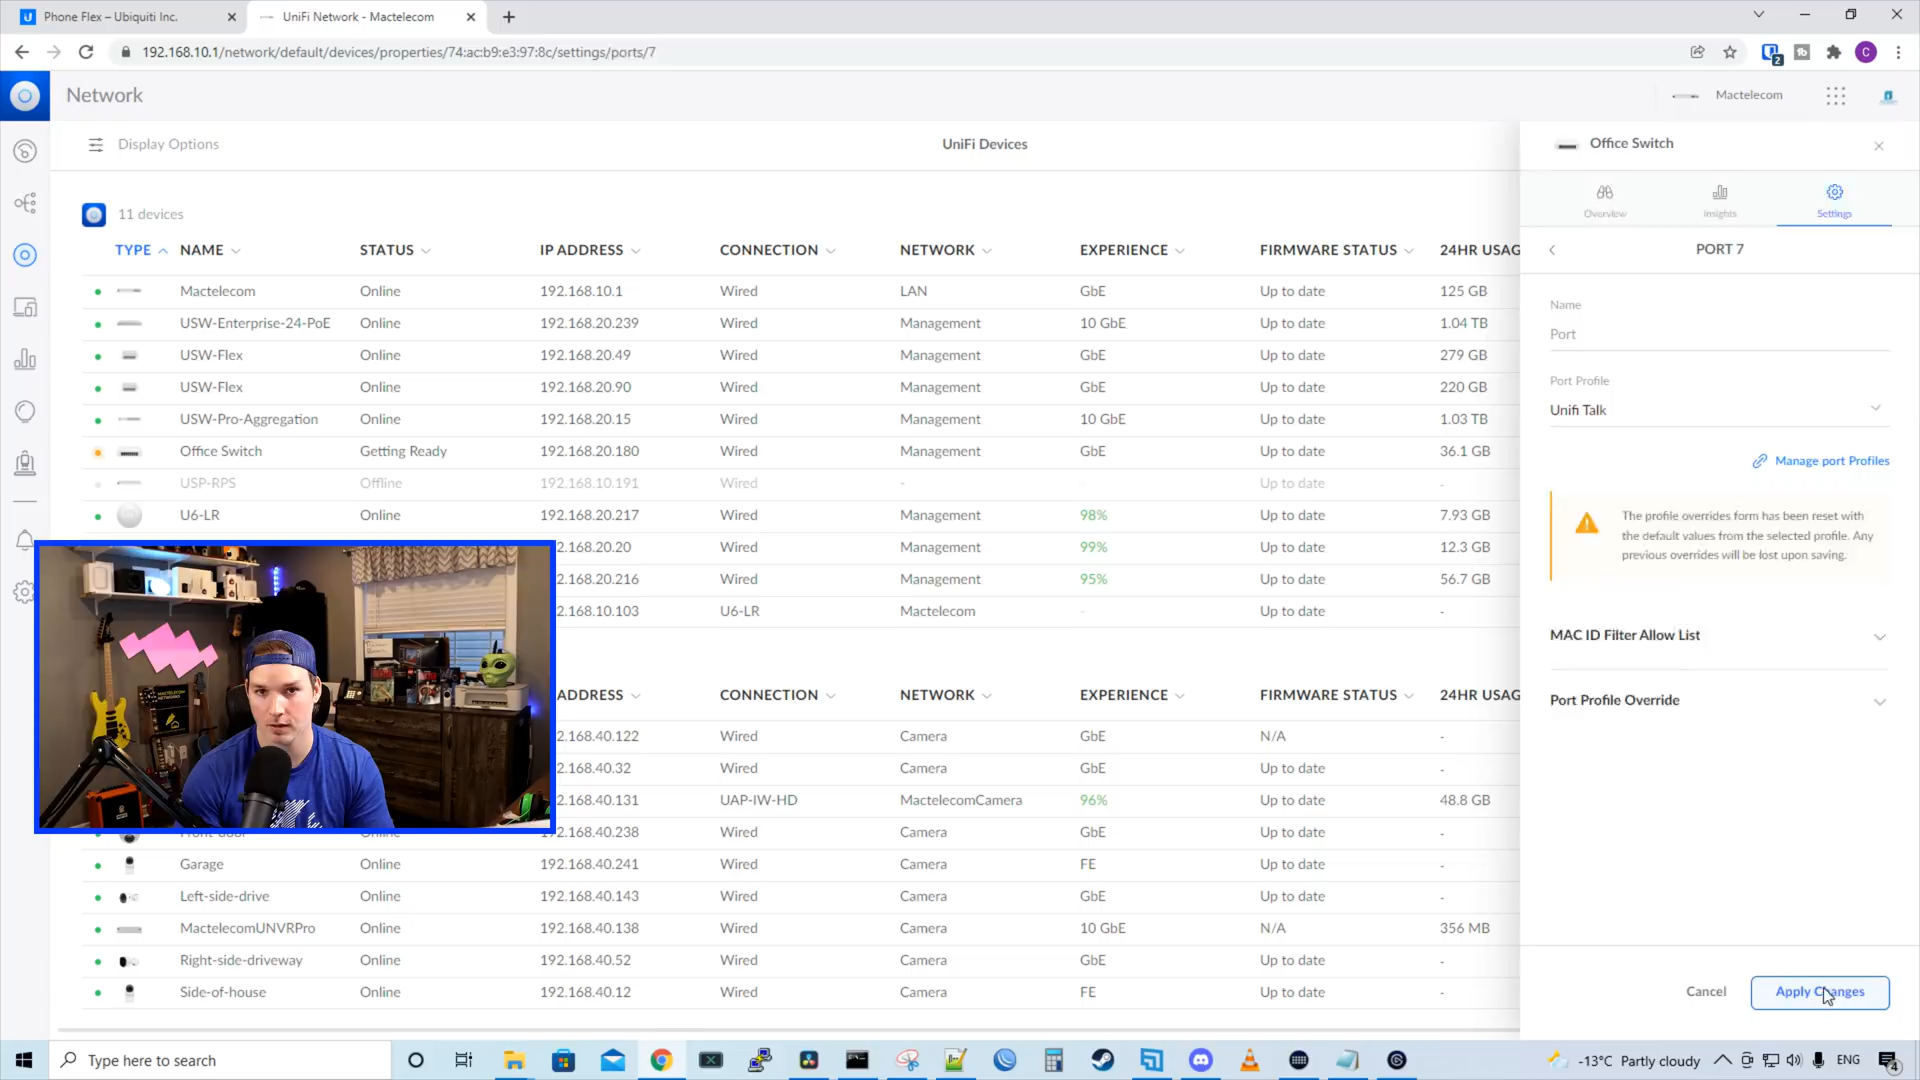 Phone Flex – Ubiquiti Inc.
UniFi Network - Mactelecom
192.168.10.1/network/default/devices/properties/74:ac:b9:e3:97:8c/settings/ports/7
2
C
Network
Mactelecom
Display Options
UniFi Devices
11 devices
TYPE NAME STATUS IP ADDRESS CONNECTION NETWORK EXPERIENCE FIRMWARE STATUS 24HR USAG
Mactelecom Online 192.168.10.1 Wired LAN GbE Up to date 125 GB
USW-Enterprise-24-PoE Online 192.168.20.239 Wired Management 10 GbE Up to date 1.04 TB
USW-Flex Online 192.168.20.49 Wired Management GbE Up to date 279 GB
USW-Flex Online 192.168.20.90 Wired Management GbE Up to date 220 GB
USW-Pro-Aggregation Online 192.168.20.15 Wired Management 10 GbE Up to date 1.03 TB
Office Switch Getting Ready 192.168.20.180 Wired Management GbE Up to date 36.1 GB
USP-RPS Offline 192.168.10.191 Wired - - Up to date -
U6-LR Online 192.168.20.217 Wired Management 98% Up to date 7.93 GB
2.168.20.20 Wired Management 99% Up to date 12.3 GB
2.168.20.216 Wired Management 95% Up to date 56.7 GB
2.168.10.103 U6-LR Mactelecom - Up to date -
ADDRESS CONNECTION NETWORK EXPERIENCE FIRMWARE STATUS 24HR USAG
2.168.40.122 Wired Camera GbE N/A -
2.168.40.32 Wired Camera GbE Up to date -
2.168.40.131 UAP-IW-HD MactelecomCamera 96% Up to date 48.8 GB
2.168.40.238 Wired Camera GbE Up to date -
Garage Online 192.168.40.241 Wired Camera FE Up to date -
Left-side-drive Online 192.168.40.143 Wired Camera GbE Up to date -
MactelecomUNVRPro Online 192.168.40.138 Wired Camera 10 GbE N/A 356 MB
Right-side-driveway Online 192.168.40.52 Wired Camera GbE Up to date -
Side-of-house Online 192.168.40.12 Wired Camera FE Up to date -
Office Switch
Overview Insights Settings
PORT 7
Name
Port
Port Profile
Unifi Talk
Manage port Profiles
The profile overrides form has been reset with
the default values from the selected profile. Any
previous overrides will be lost upon saving.
MAC ID Filter Allow List
Port Profile Override
Cancel Apply Changes
Type here to search
-13°C Partly cloudy
ENG
4